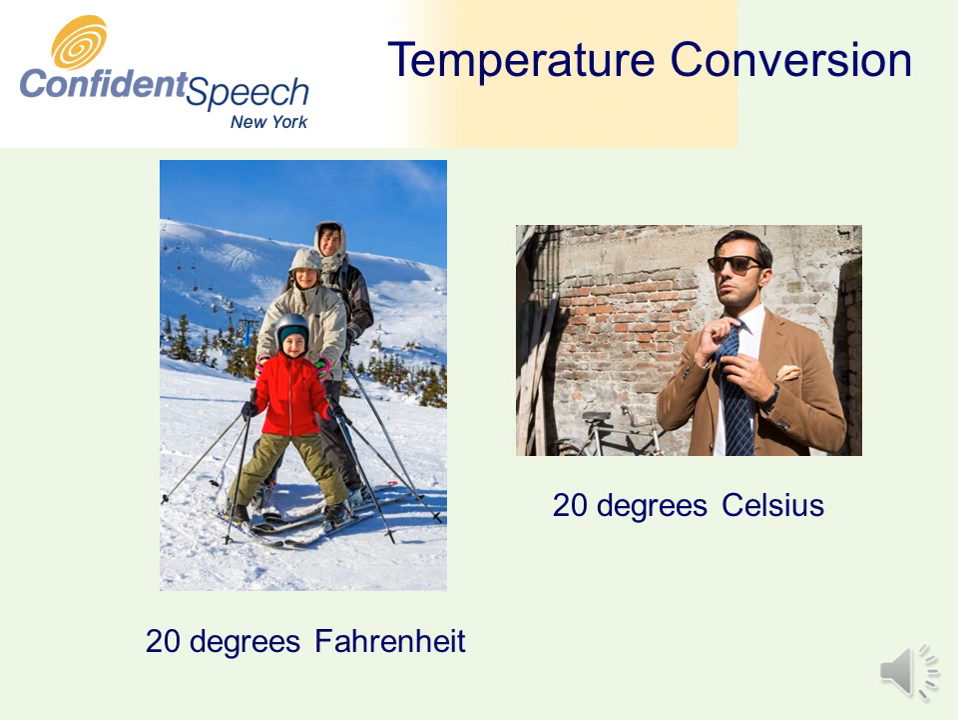 ConfidentSpeech
New York
Temperature Conversion
20 degrees Celsius
20 degrees Fahrenheit